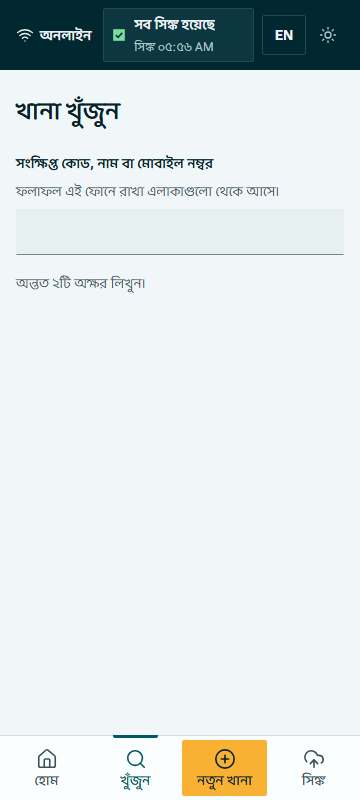 অনলাইন
সব সিঙ্ক হয়েছে
সিঙ্ক ০৫:৫৬ AM
EN
খানা খুঁজুন
সংক্ষিপ্ত কোড, নাম বা মোবাইল নম্বর
ফলাফল এই ফোনে রাখা এলাকাগুলো থেকে আসে।
অন্তত ২টি অক্ষর লিখুন।
হোম
খুঁজুন
নতুন খানা
সিঙ্ক